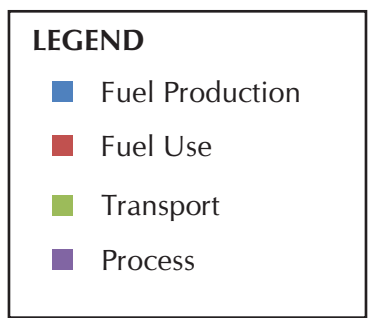 LEGEND
Fuel Production
Fuel Use
Transport
Process